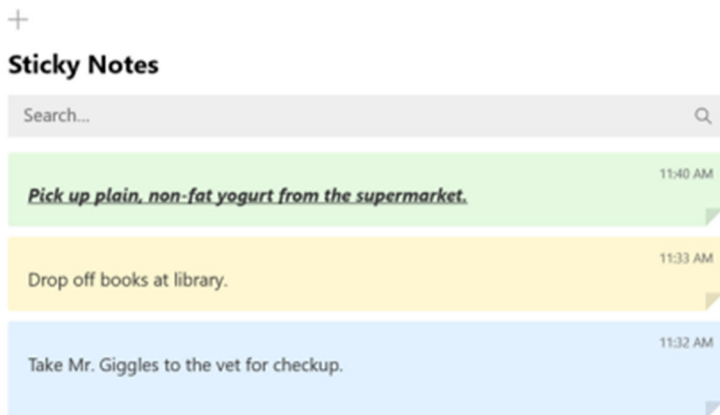 Sticky Notes
Search...
11:40 AM
Pick up plain, non-fat yogurt from the supermarket.
11:33 AM
Drop off books at library.
11:32 AM
Take Mr. Giggles to the vet for checkup.